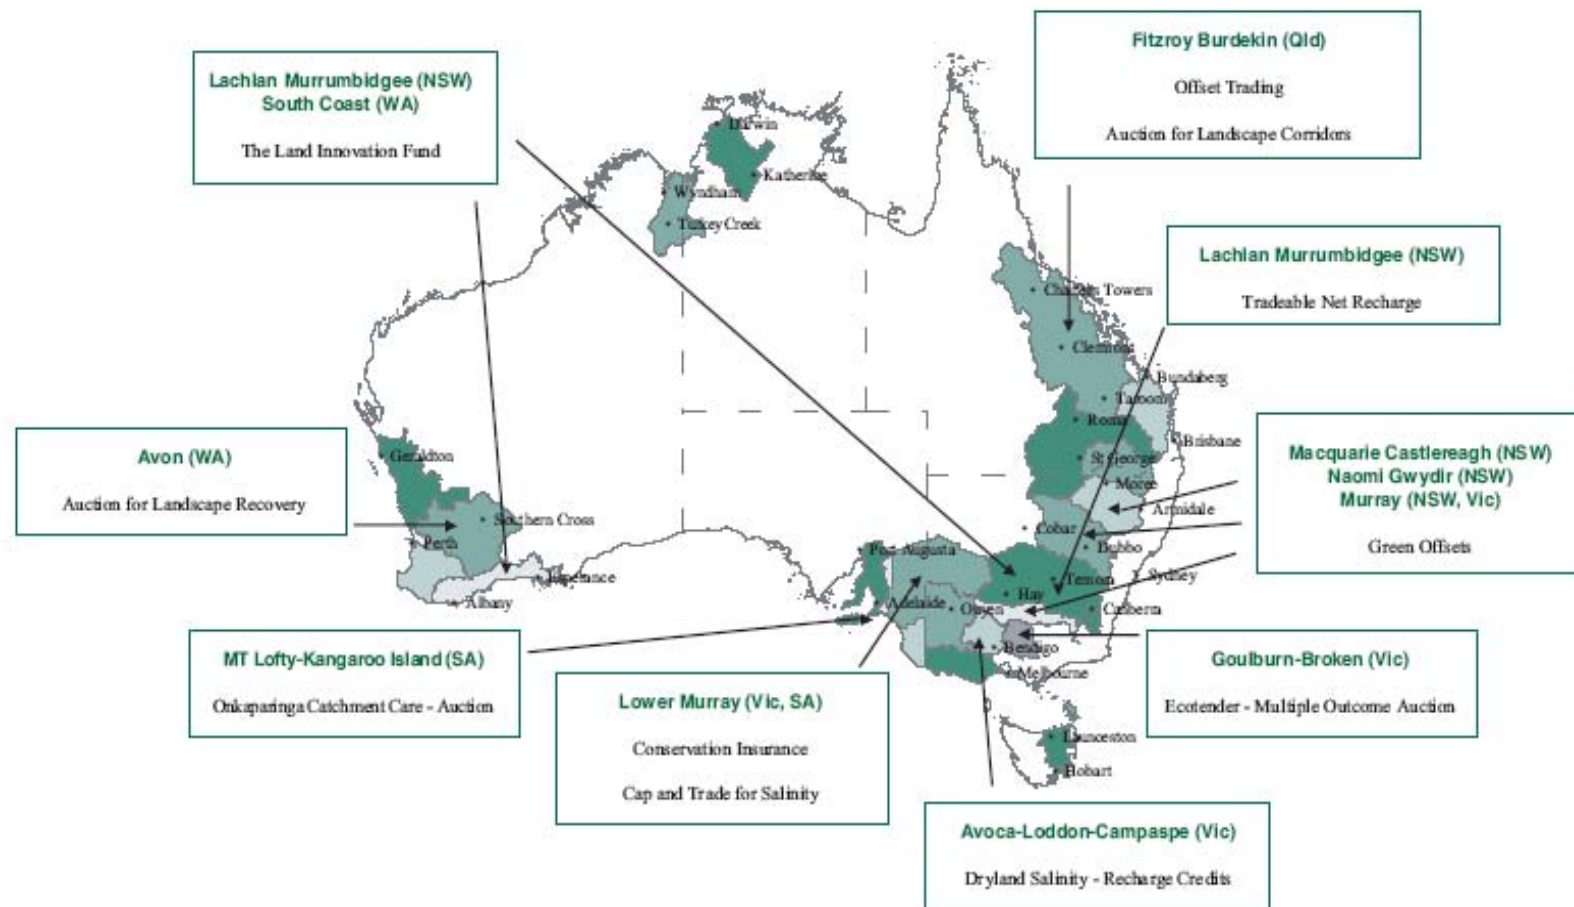 Lachlan Murrumbidgee (NSW)
South Coast (WA)
The Land Innovation Fund
Fitzroy Burdekin (Qld)
Offset Trading
Auction for Landscape Corridors
Lachlan Murrumbidgee (NSW)
Tradeable Net Recharge
Avon (WA)
Auction for Landscape Recovery
Macquarie Castlereagh (NSW)
Naomi Gwydir (NSW)
Murray (NSW, Vic)
Green Offsets
MT Lofty-Kangaroo Island (SA)
Onkaparinga Catchment Care - Auction
Lower Murray (Vic, SA)
Conservation Insurance
Cap and Trade for Salinity
Goulburn-Broken (Vic)
Ecotender - Multiple Outcome Auction
Avoca-Loddon-Campaspe (Vic)
Dryland Salinity - Recharge Credits
Darwin
Katherine
Wyndham
Turkey Creek
Charters Towers
Clermont
Bundaberg
Taroom
Roma
Brisbane
St George
Moree
Armidale
Cobar
Dubbo
Geraldton
Southern Cross
Perth
Esperance
Albany
Port Augusta
Adelaide
Ouyen
Hay
Temora
Sydney
Canberra
Bendigo
Melbourne
Launceston
Hobart